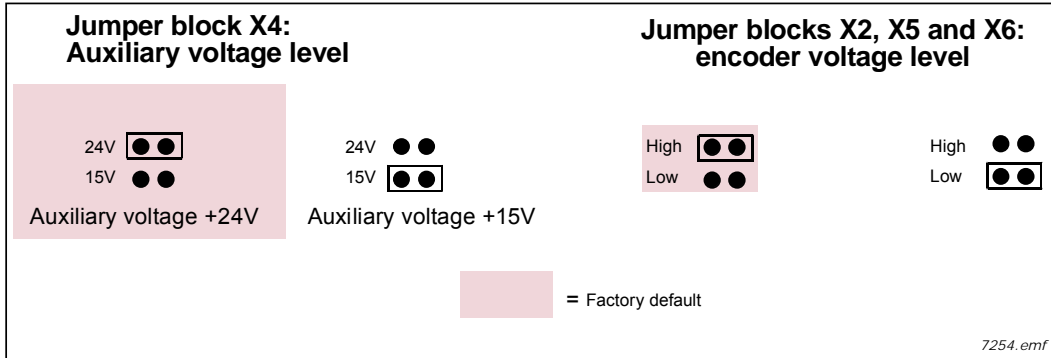 Jumper block X4:
Auxiliary voltage level
Jumper blocks X2, X5 and X6:
encoder voltage level
24V
15V
Auxiliary voltage +24V
24V
15V
Auxiliary voltage +15V
High
Low
High
Low
= Factory default
7254.emf